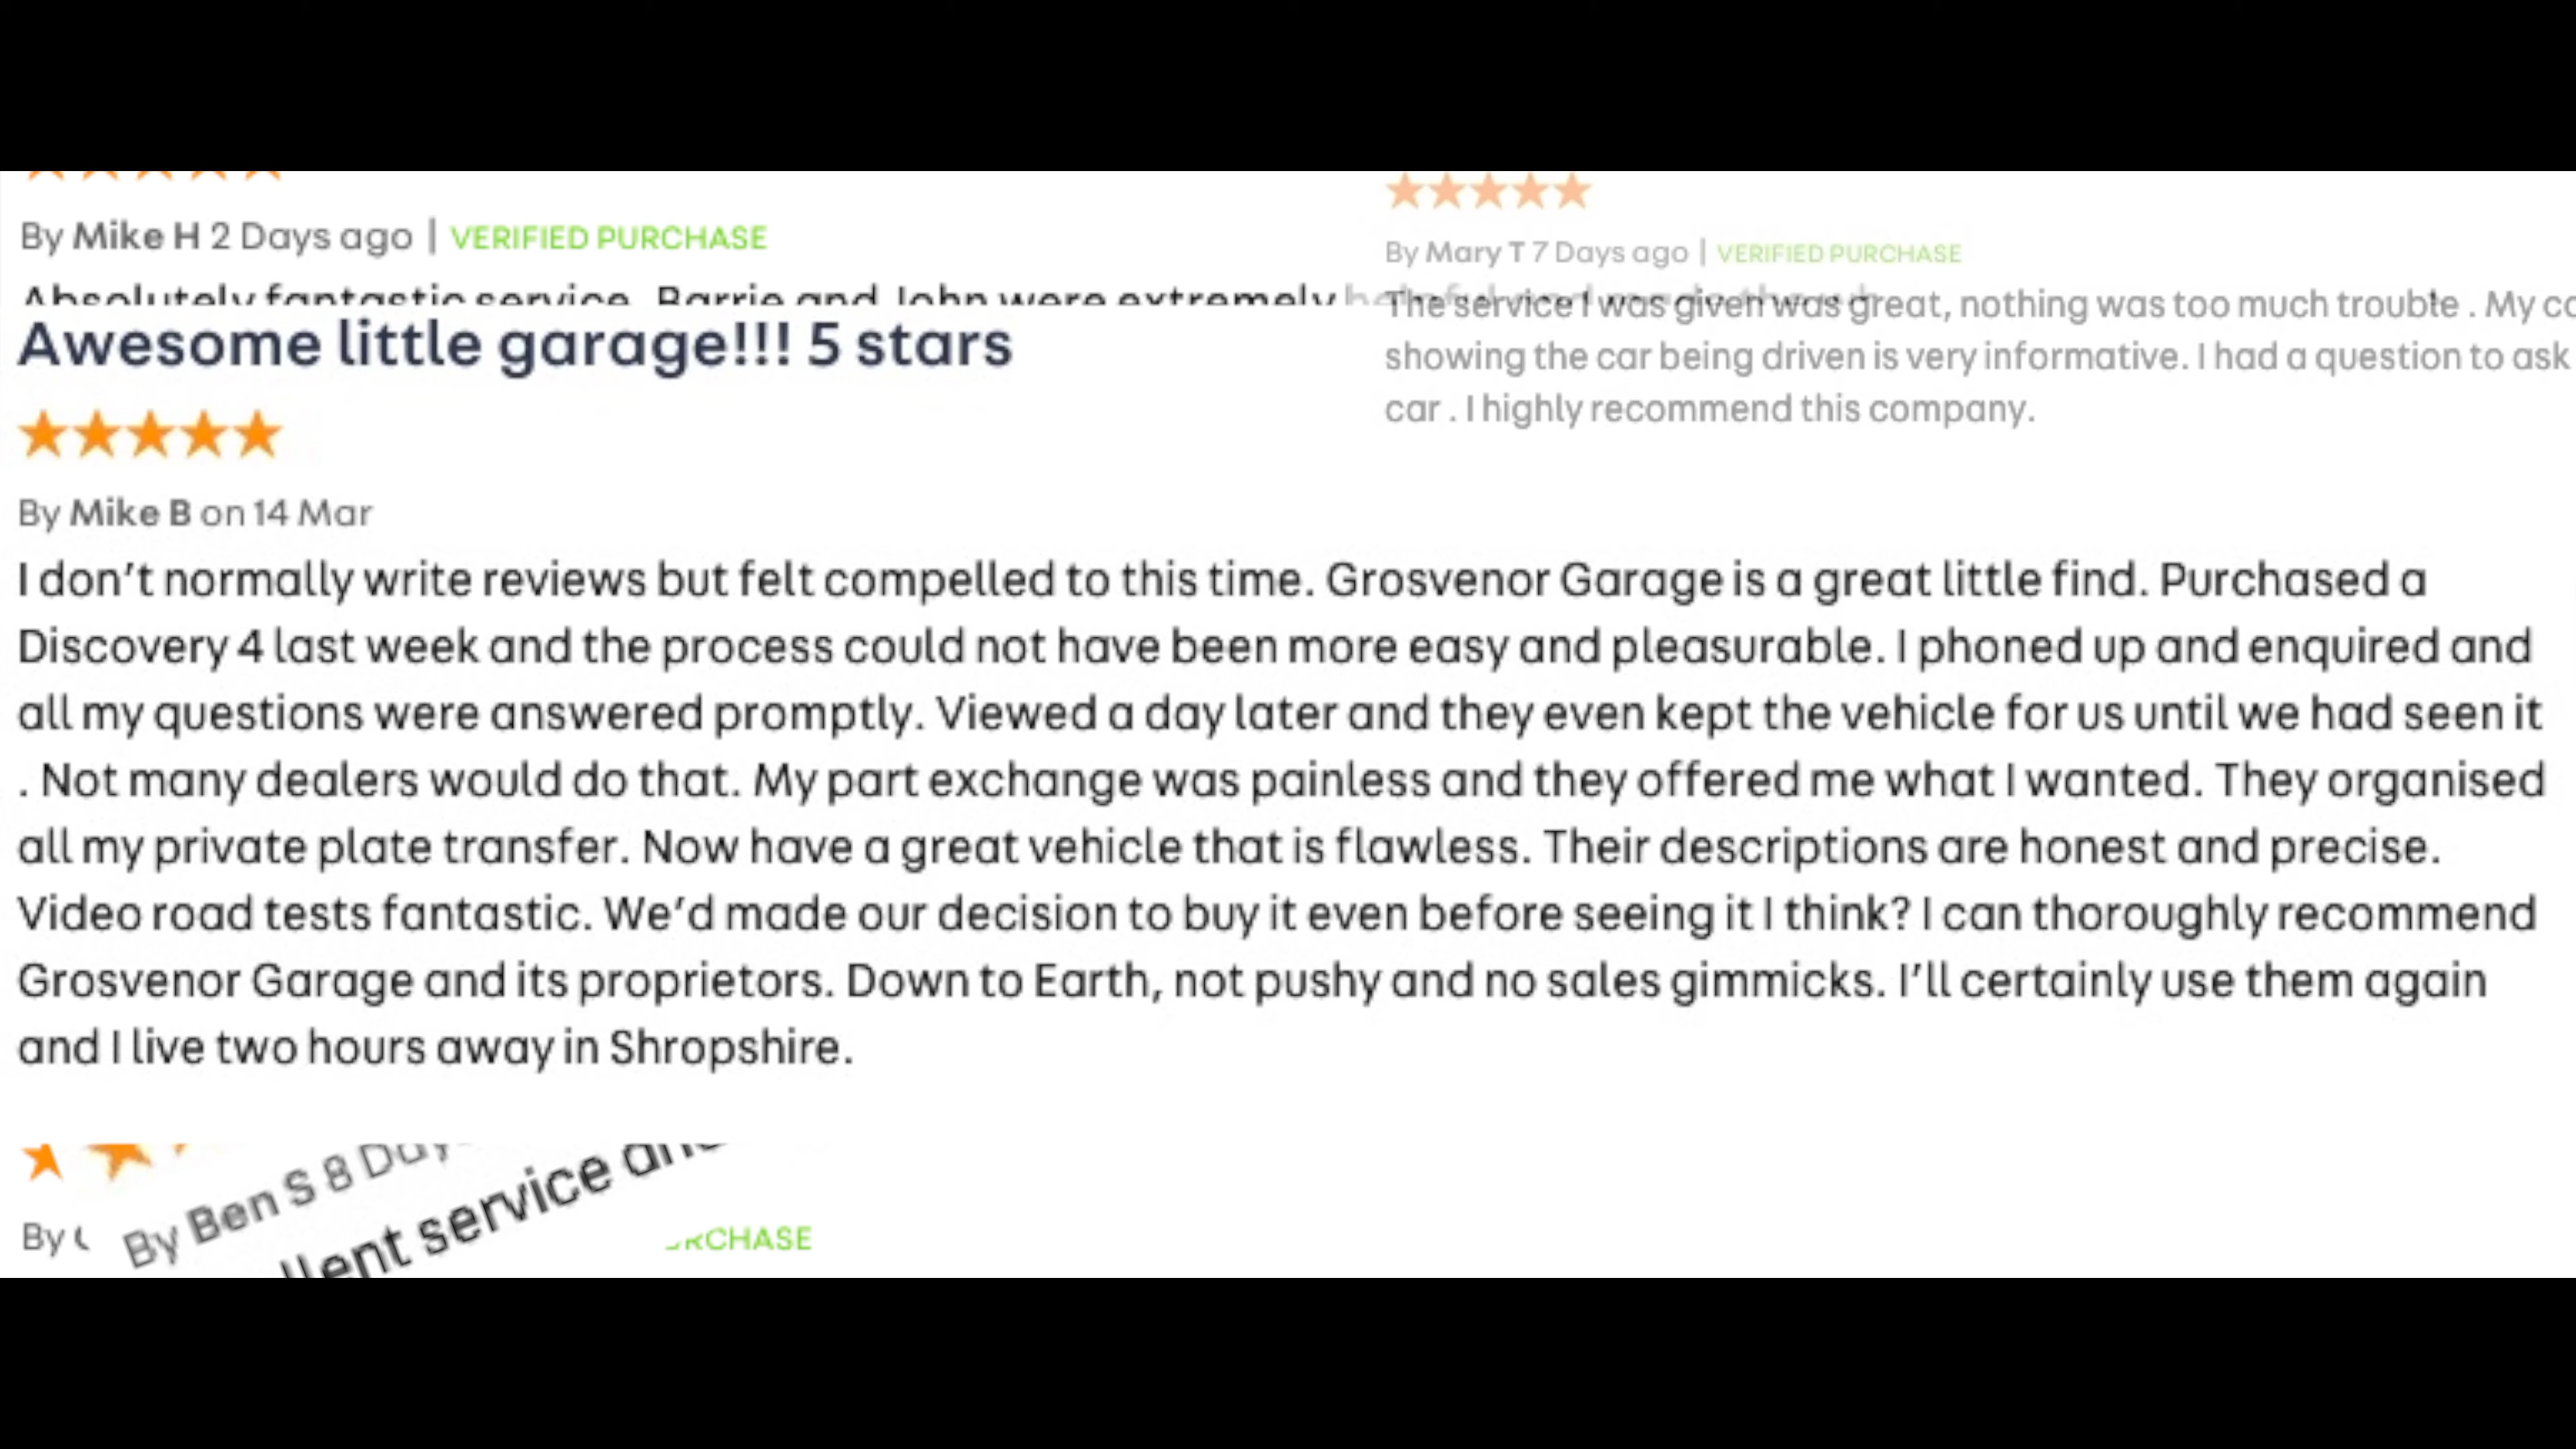 By Mike H 2 Days ago | VERIFIED PURCHASE
Absolutely fantastic service. Barrie and John were extremely
By Mary T 7 Days ago | VERIFIED PURCHASE
The service I was given was great, nothing was too much trouble . My
showing the car being driven is very informative. I had a question to ask
car . I highly recommend this company.
Awesome little garage!!! 5 stars
By Mike B on 14 Mar
I don't normally write reviews but felt compelled to this time. Grosvenor Garage is a great little find. Purchased a
Discovery 4 last week and the process could not have been more easy and pleasurable. I phoned up and enquired and
all my questions were answered promptly. Viewed a day later and they even kept the vehicle for us until we had seen it
. Not many dealers would do that. My part exchange was painless and they offered me what I wanted. They organised
all my private plate transfer. Now have a great vehicle that is flawless. Their descriptions are honest and precise.
Video road tests fantastic. We'd made our decision to buy it even before seeing it I think? I can thoroughly recommend
Grosvenor Garage and its proprietors. Down to Earth, not pushy and no sales gimmicks. I'll certainly use them again
and I live two hours away in Shropshire.
By
By Ben S 8
service